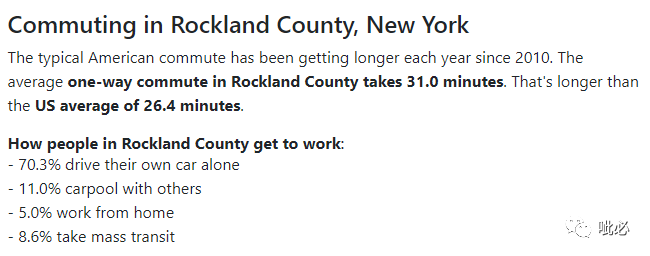 Commuting in Rockland County, New York
The typical American commute has been getting longer each year since 2010. The
average one-way commute in Rockland County takes 31.0 minutes. That's longer than
the US average of 26.4 minutes.
How people in Rockland County get to work:
- 70.3% drive their own car alone
- 11.0% carpool with others
- 5.0% work from home
- 8.6% take mass transit
呲必